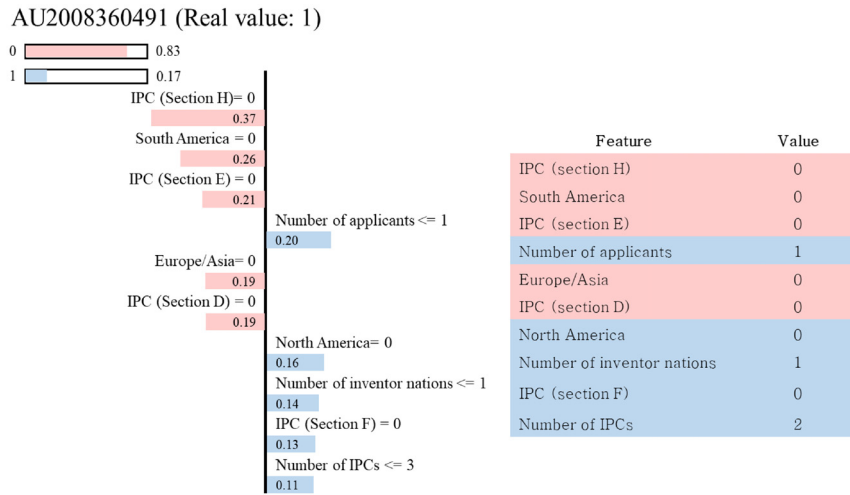 AU2008360491 (Real value: 1)
0 0.83
1 0.17
IPC (Section H)= 0
0.37
South America = 0
0.26
IPC (Section E) = 0
0.21
Number of applicants <= 1
0.20
Europe/Asia= 0
0.19
IPC (Section D) = 0
0.19
North America= 0
0.16
Number of inventor nations <= 1
0.14
IPC (Section F) = 0
0.13
Number of IPCs <= 3
0.11
Feature Value
IPC (section H) 0
South America 0
IPC (section E) 0
Number of applicants 1
Europe/Asia 0
IPC (section D) 0
North America 0
Number of inventor nations 1
IPC (section F) 0
Number of IPCs 2